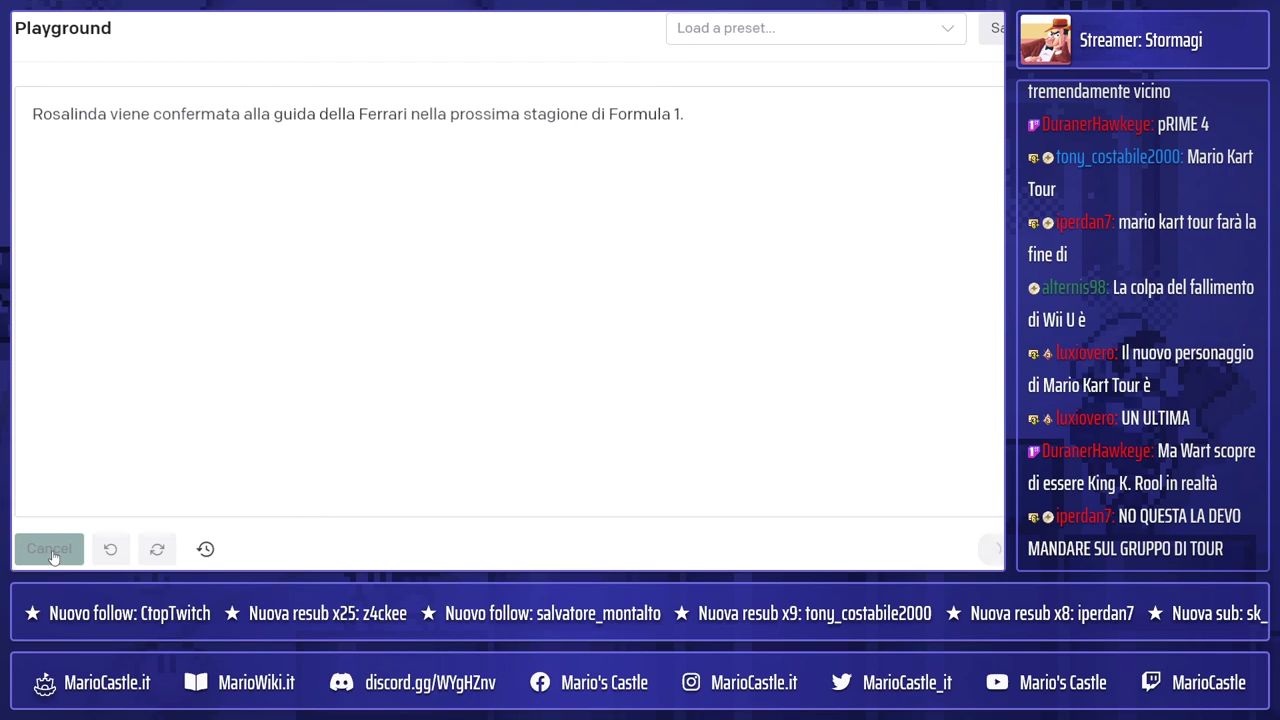 Playground
Load a preset...
Sa
Rosalinda viene confermata alla guida della Ferrari nella prossima stagione di Formula 1.
Cancel
Streamer: Stormagi
tremendamente vicino
DuranerHawkeye: pRIME 4
tony_costabile2000: Mario Kart
Tour
iperdan7: mario kart tour farà la
fine di
alternis98: La colpa del fallimento
di Wii U è
luxiovero: Il nuovo personaggio
di Mario Kart Tour è
luxiovero: UN ULTIMA
DuranerHawkeye: Ma Wart scopre
di essere King K. Rool in realtà
iperdan7: NO QUESTA LA DEVO
MANDARE SUL GRUPPO DI TOUR
★ Nuovo follow: CtopTwitch ★ Nuova resub x25: z4ckee ★ Nuovo follow: salvatore_montalto ★ Nuova resub x9: tony_costabile2000 ★ Nuova resub x8: iperdan7 ★ Nuova sub: sk_
MarioCastle.it MarioWiki.it discord.gg/WYgHZnv Mario's Castle MarioCastle.it MarioCastle_it Mario's Castle MarioCastle